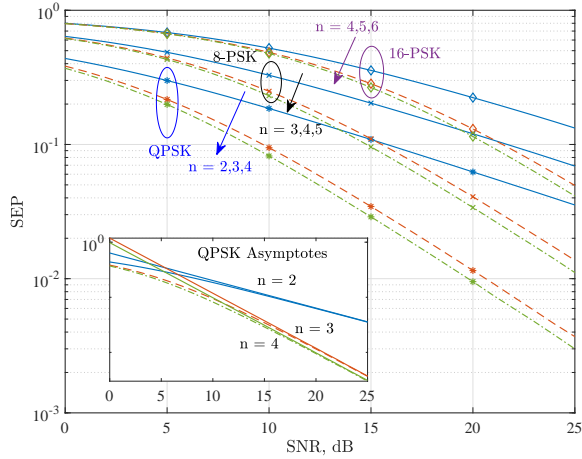 n = 4,5,6
8-PSK
16-PSK
n = 3,4,5
QPSK
n = 2,3,4
SEP
10^0
10^-1
10^-2
10^-3
QPSK Asymptotes
10^0
n = 2
n = 3
n = 4
0 5 10 15 20 25
0 5 10 15 20 25
SNR, dB